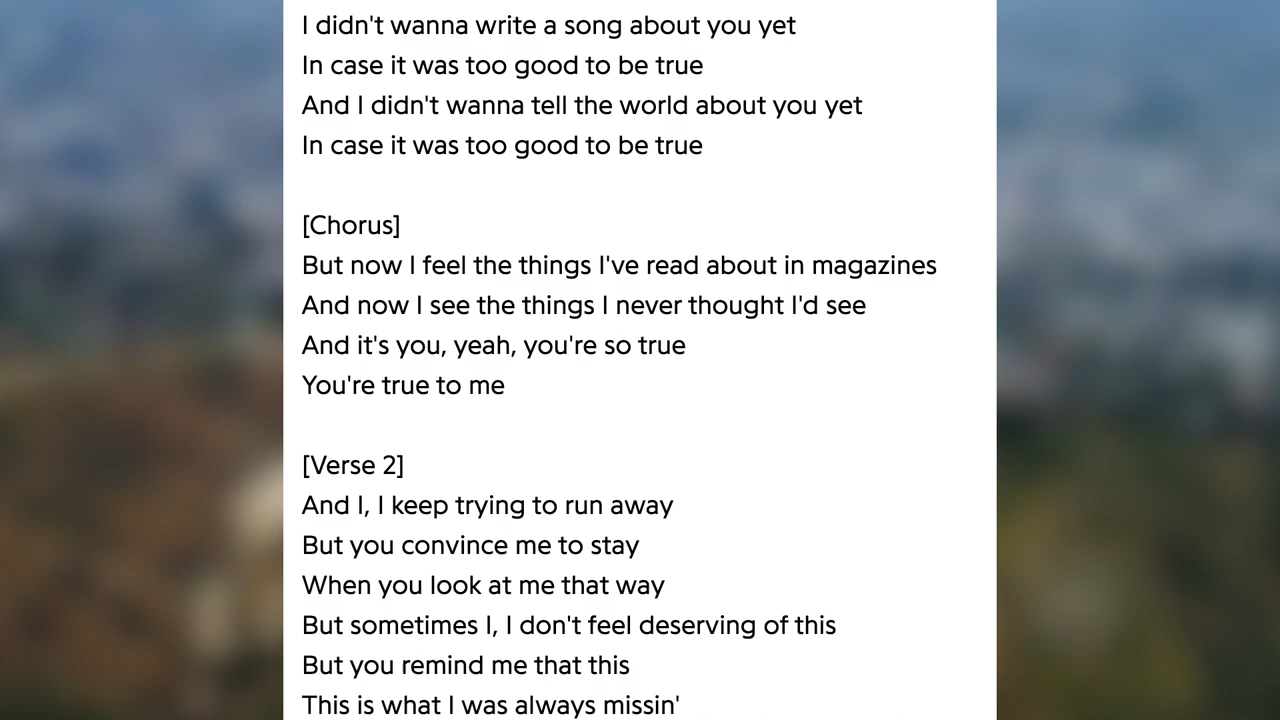 I didn't wanna write a song about you yet
In case it was too good to be true
And I didn't wanna tell the world about you yet
In case it was too good to be true
[Chorus]
But now I feel the things I've read about in magazines
And now I see the things I never thought I'd see
And it's you, yeah, you're so true
You're true to me
[Verse 2]
And I, I keep trying to run away
But you convince me to stay
When you look at me that way
But sometimes I, I don't feel deserving of this
But you remind me that this
This is what I was always missin'